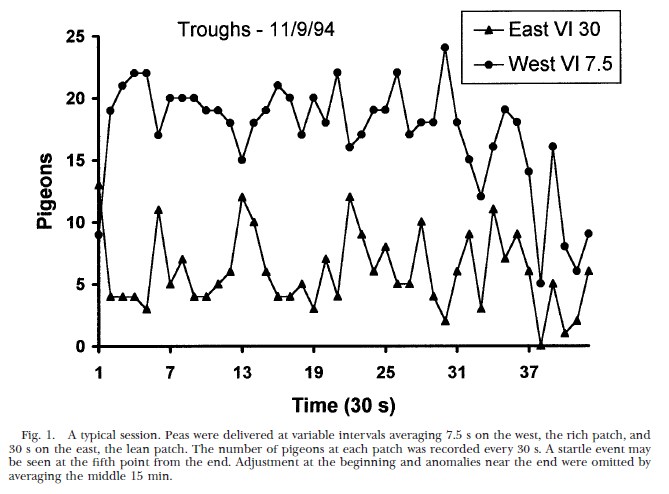 Troughs - 11/9/94
East VI 30
West VI 7.5
Pigeons
25
20
15
10
5
0
1 7 13 19 25 31 37
Time (30 s)
Fig. 1. A typical session. Peas were delivered at variable intervals averaging 7.5 s on the west, the rich patch, and
30 s on the east, the lean patch. The number of pigeons at each patch was recorded every 30 s. A startle event may
be seen at the fifth point from the end. Adjustment at the beginning and anomalies near the end were omitted by
averaging the middle 15 min.